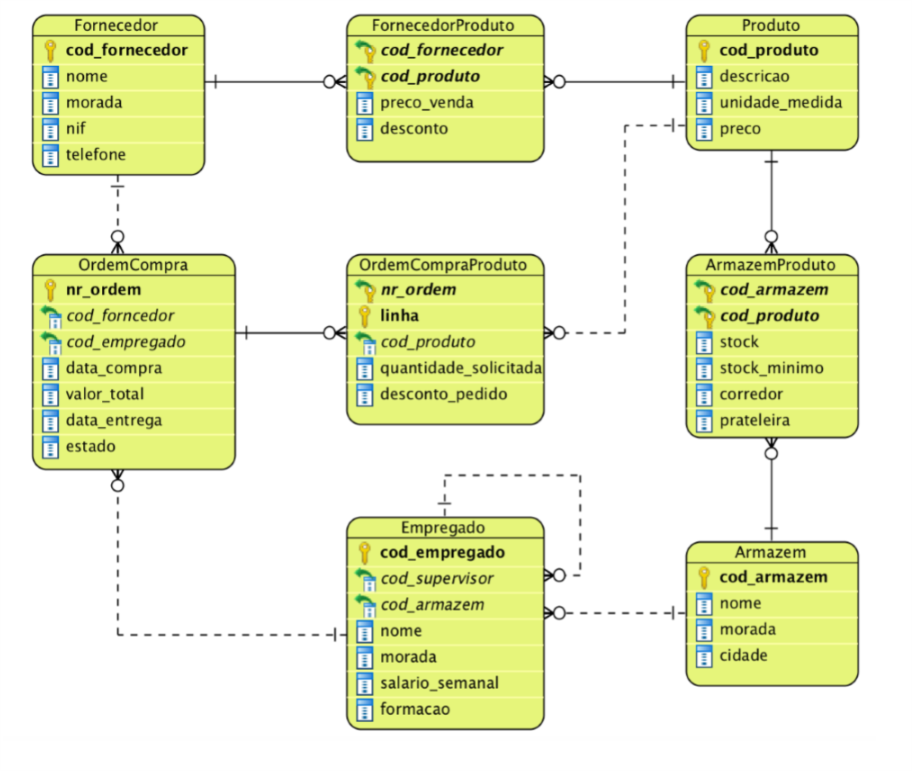 Fornecedor
cod_fornecedor
nome
morada
nif
telefone
FornecedorProduto
cod_fornecedor
cod_produto
preco_venda
desconto
Produto
cod_produto
descricao
unidade_medida
preco
OrdemCompra
nr_ordem
cod_forncedor
cod_empregado
data_compra
valor_total
data_entrega
estado
OrdemCompraProduto
nr_ordem
linha
cod_produto
quantidade_solicitada
desconto_pedido
ArmazemProduto
cod_armazem
cod_produto
stock
stock_minimo
corredor
prateleira
Empregado
cod_empregado
cod_supervisor
cod_armazem
nome
morada
salario_semanal
formacao
Armazem
cod_armazem
nome
morada
cidade